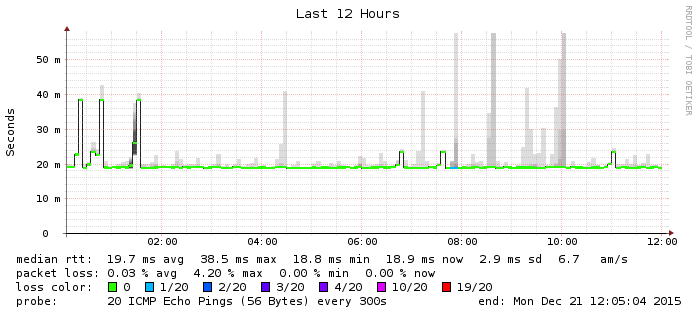 Last 12 Hours
RRDTOOL / TOBI OETIKER
Seconds
50 m
40 m
30 m
20 m
10 m
0
02:00 04:00 06:00 08:00 10:00 12:00
median rtt: 19.7 ms avg 38.5 ms max 18.8 ms min 18.9 ms now 2.9 ms sd 6.7 am/s
packet loss: 0.03 % avg 4.20 % max 0.00 % min 0.00 % now
loss color: 0 1/20 2/20 3/20 4/20 10/20 19/20
probe: 20 ICMP Echo Pings (56 Bytes) every 300s end: Mon Dec 21 12:05:04 2015